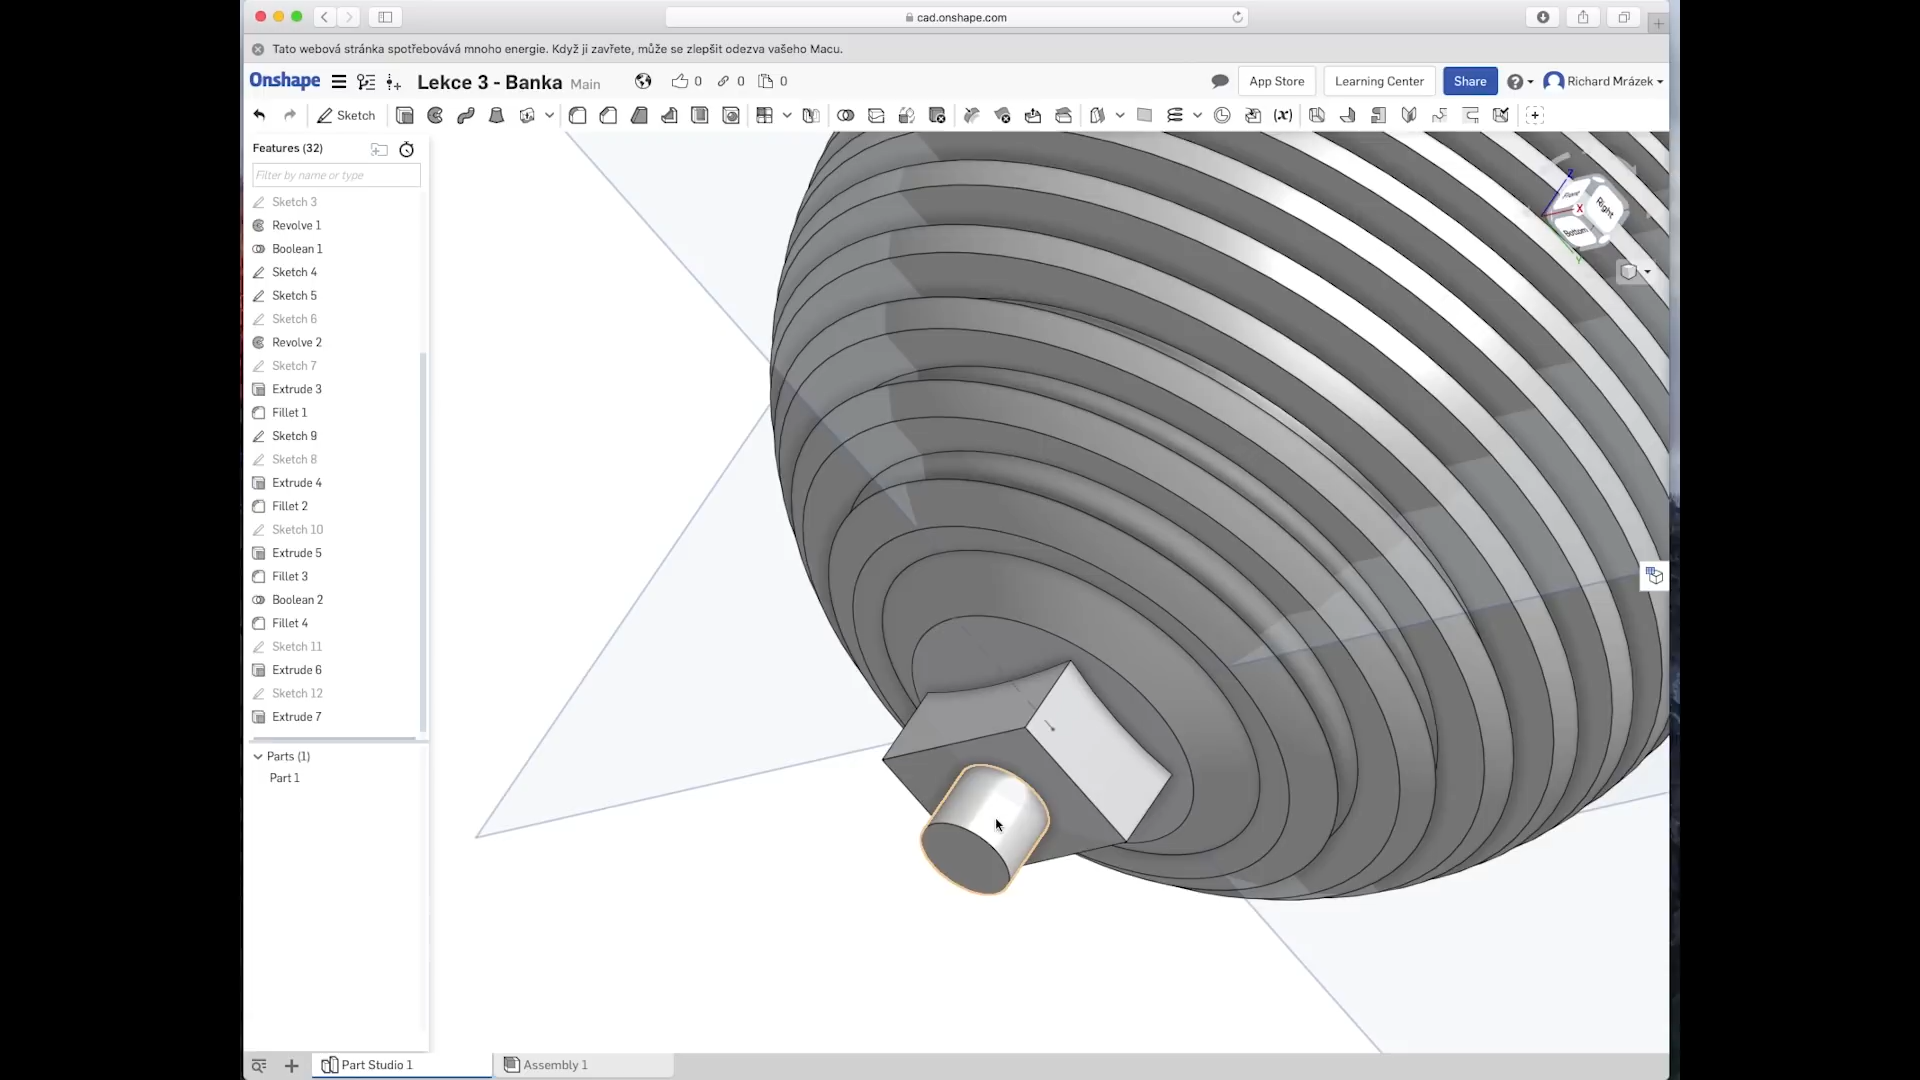 cad.onshape.com
Tato webová stránka spotřebovává mnoho energie. Když ji zavřete, může se zlepšit odezva vašeho Macu.
Onshape Lekce 3 - Banka Main 0 0 0 App Store Learning Center Share Richard Mrázek
Sketch (x)
Features (32)
Filter by name or type
Sketch 3
Revolve 1
Boolean 1
Sketch 4
Sketch 5
Sketch 6
Revolve 2
Sketch 7
Extrude 3
Fillet 1
Sketch 9
Sketch 8
Extrude 4
Fillet 2
Sketch 10
Extrude 5
Fillet 3
Boolean 2
Fillet 4
Sketch 11
Extrude 6
Sketch 12
Extrude 7
Parts (1)
Part 1
Z
Front
X
Right
Bottom
Y
Part Studio 1 Assembly 1